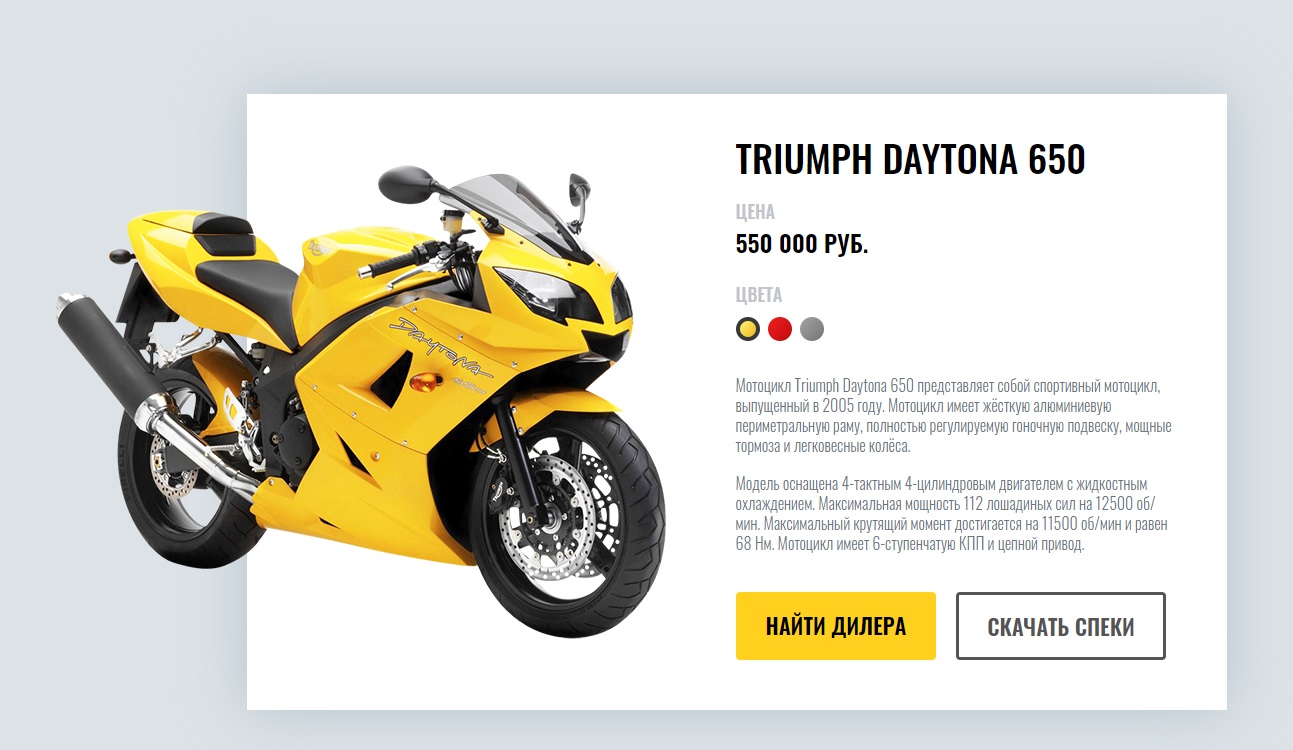 TRIUMPH DAYTONA 650
ЦЕНА
550 000 РУБ.
ЦВЕТА
DAYTONA
Мотоцикл Triumph Daytona 650 представляет собой спортивный мотоцикл,
выпущенный в 2005 году. Мотоцикл имеет жёсткую алюминиевую
периметральную раму, полностью регулируемую гоночную подвеску, мощные
тормоза и легковесные колёса.
Модель оснащена 4-тактным 4-цилиндровым двигателем с жидкостным
охлаждением. Максимальная мощность 112 лошадиных сил на 12500 об/
мин. Максимальный крутящий момент достигается на 11500 об/мин и равен
68 Нм. Мотоцикл имеет 6-ступенчатую КПП и цепной привод.
НАЙТИ ДИЛЕРА
СКАЧАТЬ СПЕКИ